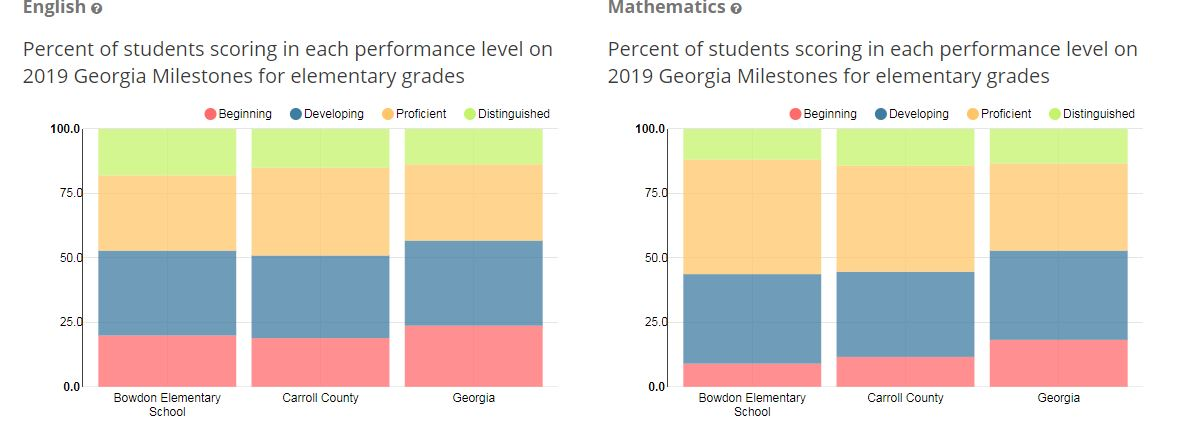 English ?
Percent of students scoring in each performance level on
2019 Georgia Milestones for elementary grades
Beginning Developing Proficient Distinguished
100.0
75.0
50.0
25.0
0.0
Bowdon Elementary
School
Carroll County
Georgia
Mathematics ?
Percent of students scoring in each performance level on
2019 Georgia Milestones for elementary grades
Beginning Developing Proficient Distinguished
100.0
75.0
50.0
25.0
0.0
Bowdon Elementary
School
Carroll County
Georgia